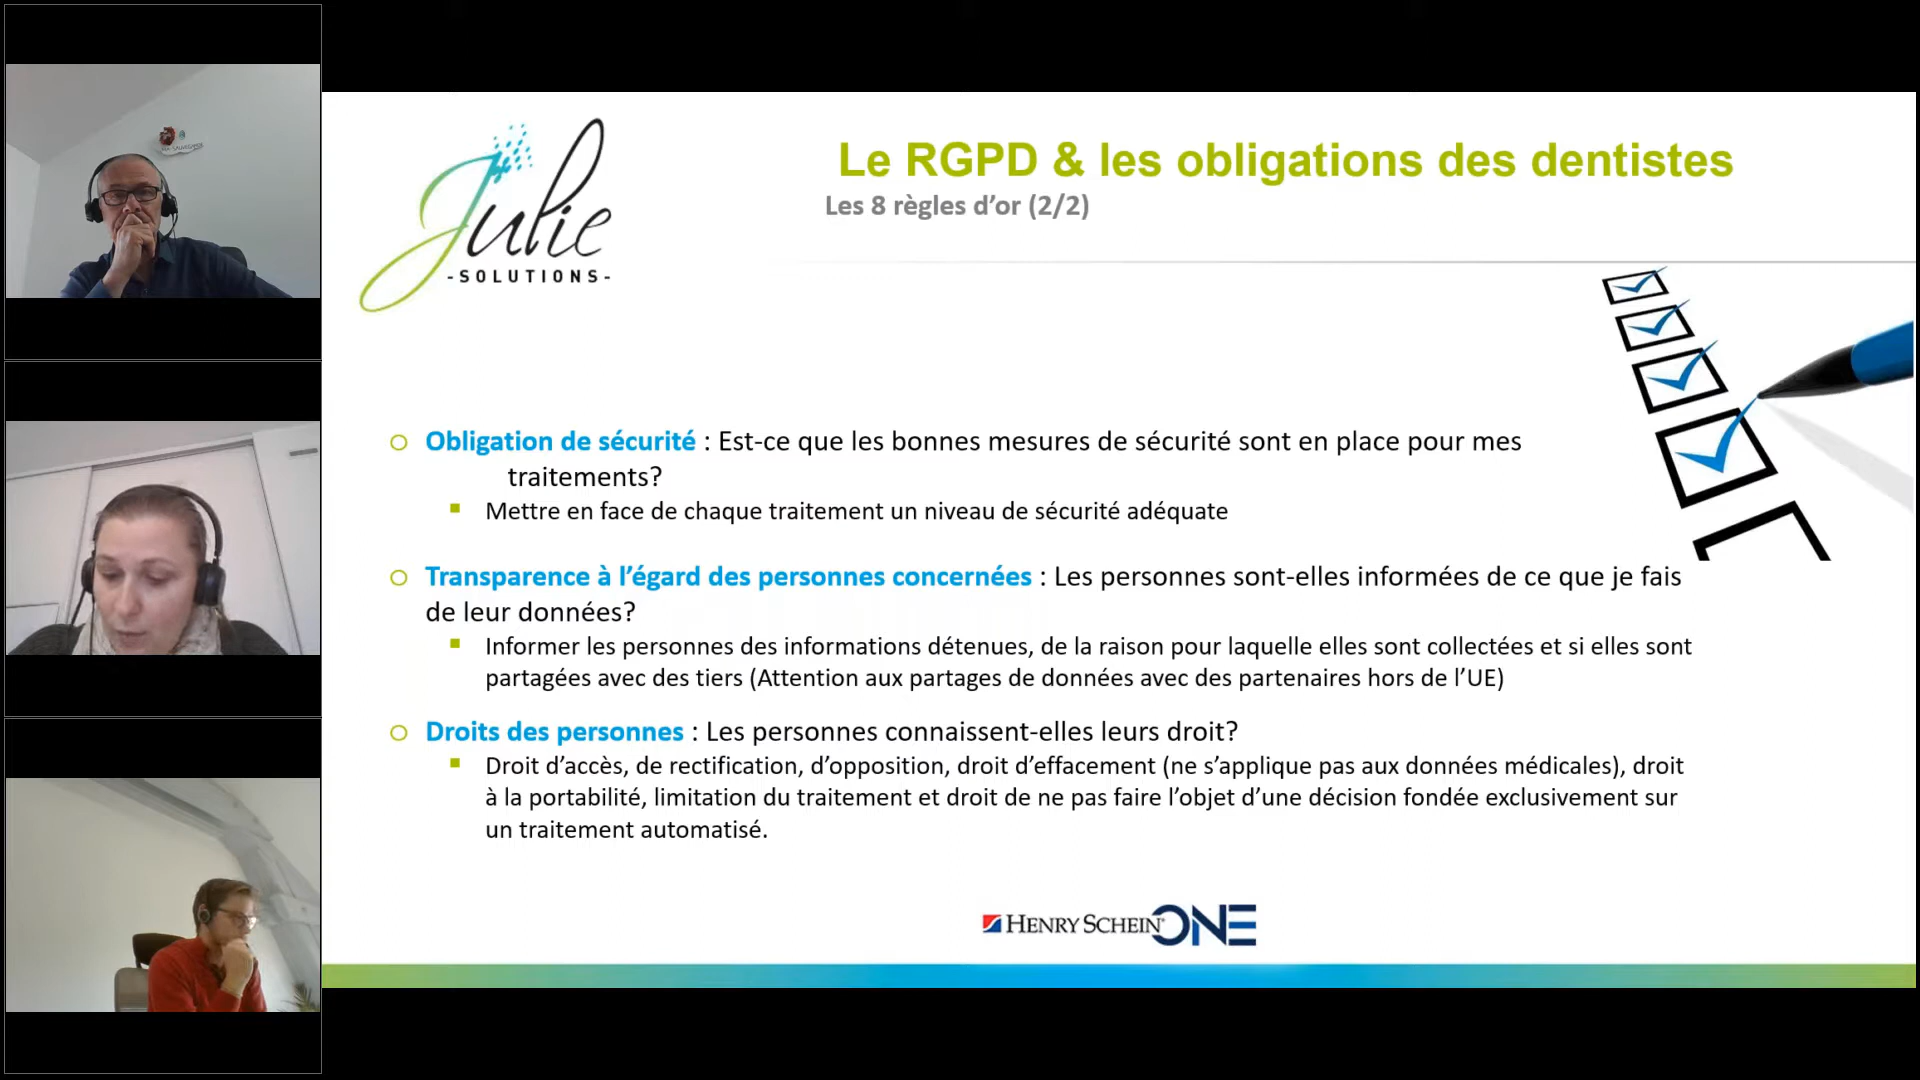 Julie
-SOLUTIONS-
Le RGPD & les obligations des dentistes
Les 8 règles d’or (2/2)
Obligation de sécurité : Est-ce que les bonnes mesures de sécurité sont en place pour mes
traitements?
Mettre en face de chaque traitement un niveau de sécurité adéquate
Transparence à l’égard des personnes concernées : Les personnes sont-elles informées de ce que je fais
de leur données?
Informer les personnes des informations détenues, de la raison pour laquelle elles sont collectées et si elles sont
partagées avec des tiers (Attention aux partages de données avec des partenaires hors de l’UE)
Droits des personnes : Les personnes connaissent-elles leurs droit?
Droit d’accès, de rectification, d’opposition, droit d’effacement (ne s’applique pas aux données médicales), droit
à la portabilité, limitation du traitement et droit de ne pas faire l’objet d’une décision fondée exclusivement sur
un traitement automatisé.
HENRY SCHEIN® ONE